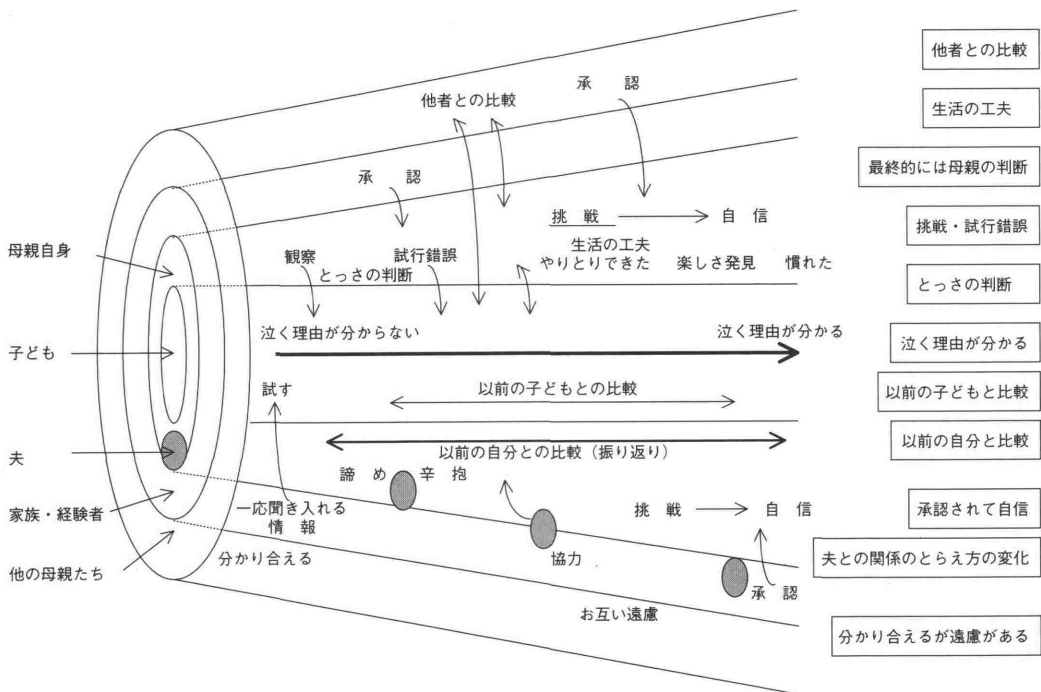 母親自身
子ども
夫
家族・経験者
他の母親たち
承　認
他者との比較
承　認
挑　戦
自　信
生活の工夫
観察
とっさの判断
試行錯誤
やりとりできた　楽しさ発見　慣れた
泣く理由が分からない
泣く理由が分かる
試す
以前の子どもとの比較
以前の自分との比較（振り返り）
諦　め　辛　抱
一応聞き入れる
情　報
分かり合える
挑　戦
自　信
協力
承　認
お互い遠慮
他者との比較
生活の工夫
最終的には母親の判断
挑戦・試行錯誤
とっさの判断
泣く理由が分かる
以前の子どもと比較
以前の自分と比較
承認されて自信
夫との関係のとらえ方の変化
分かり合えるが遠慮がある